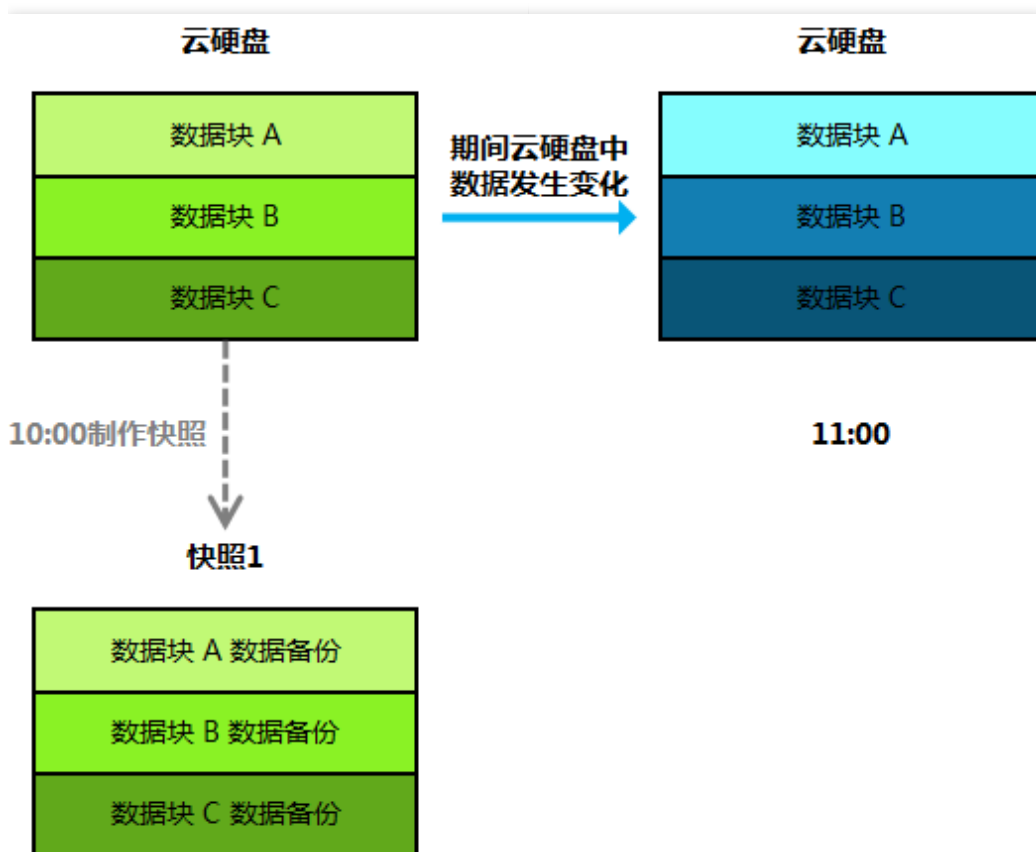 云硬盘
云硬盘
数据块 A
数据块 B
数据块 C
期间云硬盘中
数据发生变化
数据块 A
数据块 B
数据块 C
10:00制作快照
11:00
快照1
数据块 A 数据备份
数据块 B 数据备份
数据块 C 数据备份